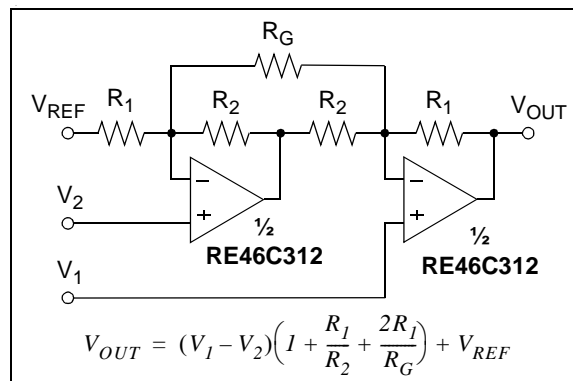 R_G
V_REF R_1 R_2 R_2 R_1 V_OUT
−
−
V_2
+
+
½
RE46C312
½
RE46C312
V_1
V_OUT = (V_1 − V_2)(1 + R_1/R_2 + 2R_1/R_G) + V_REF